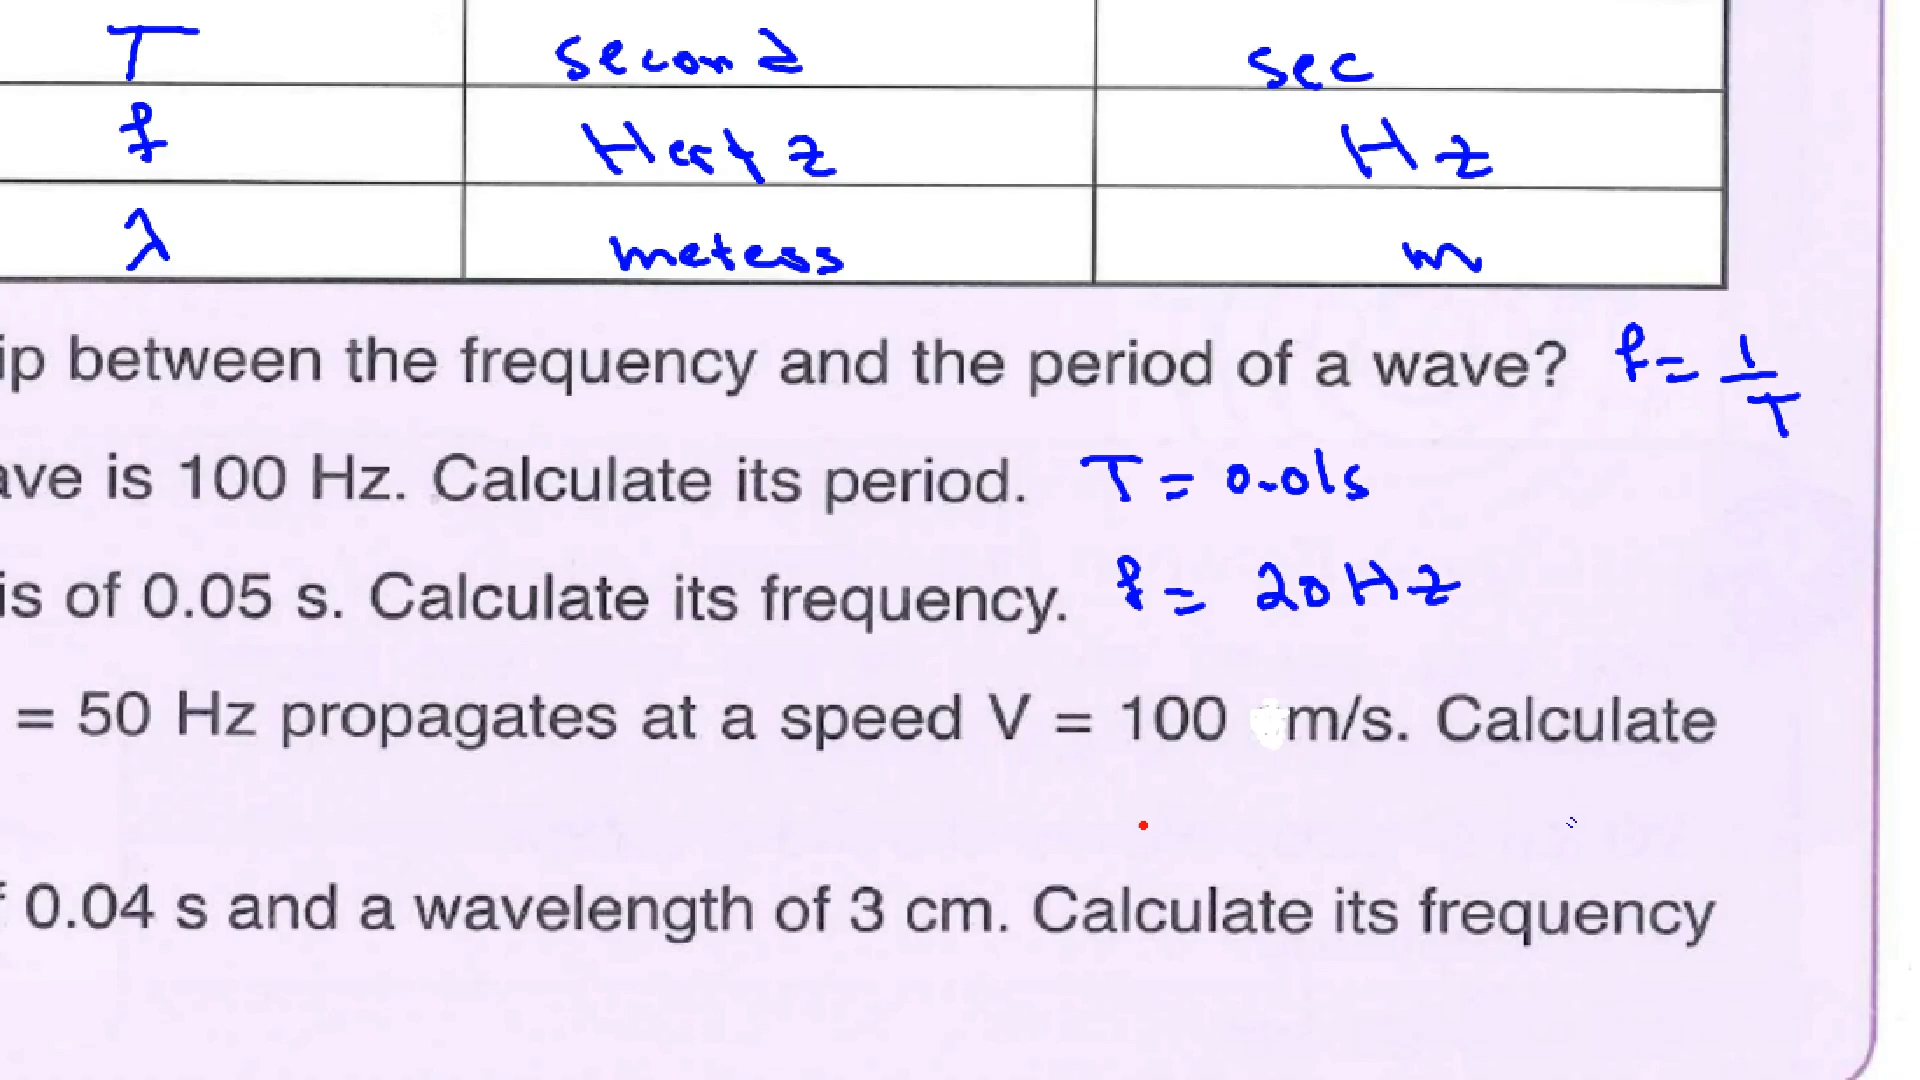 T second sec
f Hertz Hz
λ meters m
ip between the frequency and the period of a wave? f = 1/T
ave is 100 Hz. Calculate its period. T = 0.01s
is of 0.05 s. Calculate its frequency. f = 20 Hz
= 50 Hz propagates at a speed V = 100 m/s. Calculate
0.04 s and a wavelength of 3 cm. Calculate its frequency